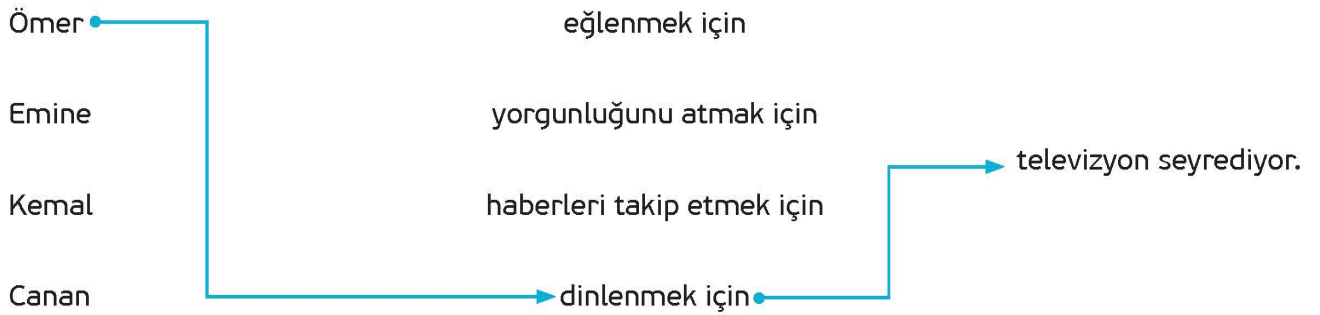 Ömer eğlenmek için
Emine yorgunluğunu atmak için
televizyon seyrediyor.
Kemal haberleri takip etmek için
Canan dinlenmek için